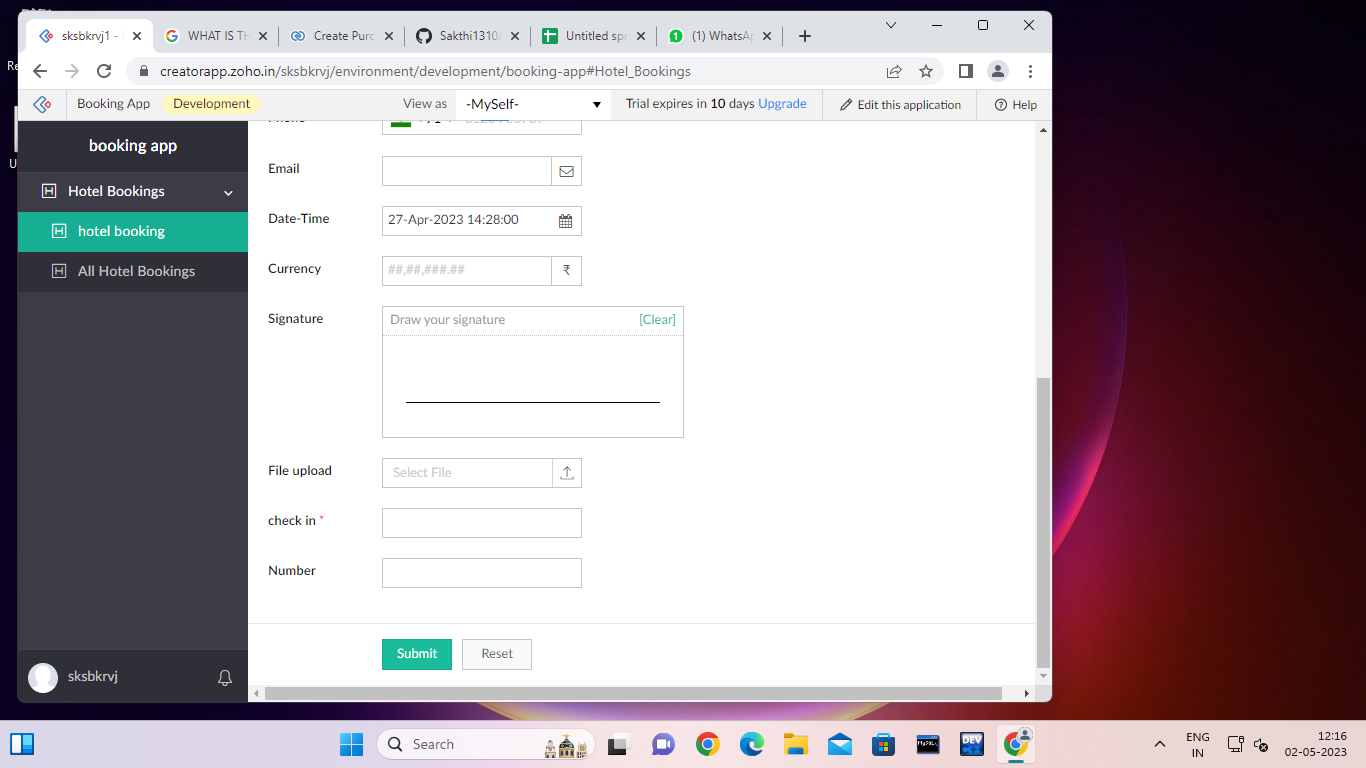 sksbkrvj1 -
WHAT IS TH
Create Purc
Sakthi1310/
Untitled spr
(1) WhatsAp
creatorapp.zoho.in/sksbkrvj/environment/development/booking-app#Hotel_Bookings
Booking App Development View as -MySelf- Trial expires in 10 days Upgrade Edit this application Help
booking app
Hotel Bookings
hotel booking
All Hotel Bookings
Email
Date-Time 27-Apr-2023 14:28:00
Currency ##,##,###.## ₹
Signature Draw your signature [Clear]
File upload Select File
check in *
Number
Submit Reset
sksbkrvj
Search
ENG
IN
12:16
02-05-2023